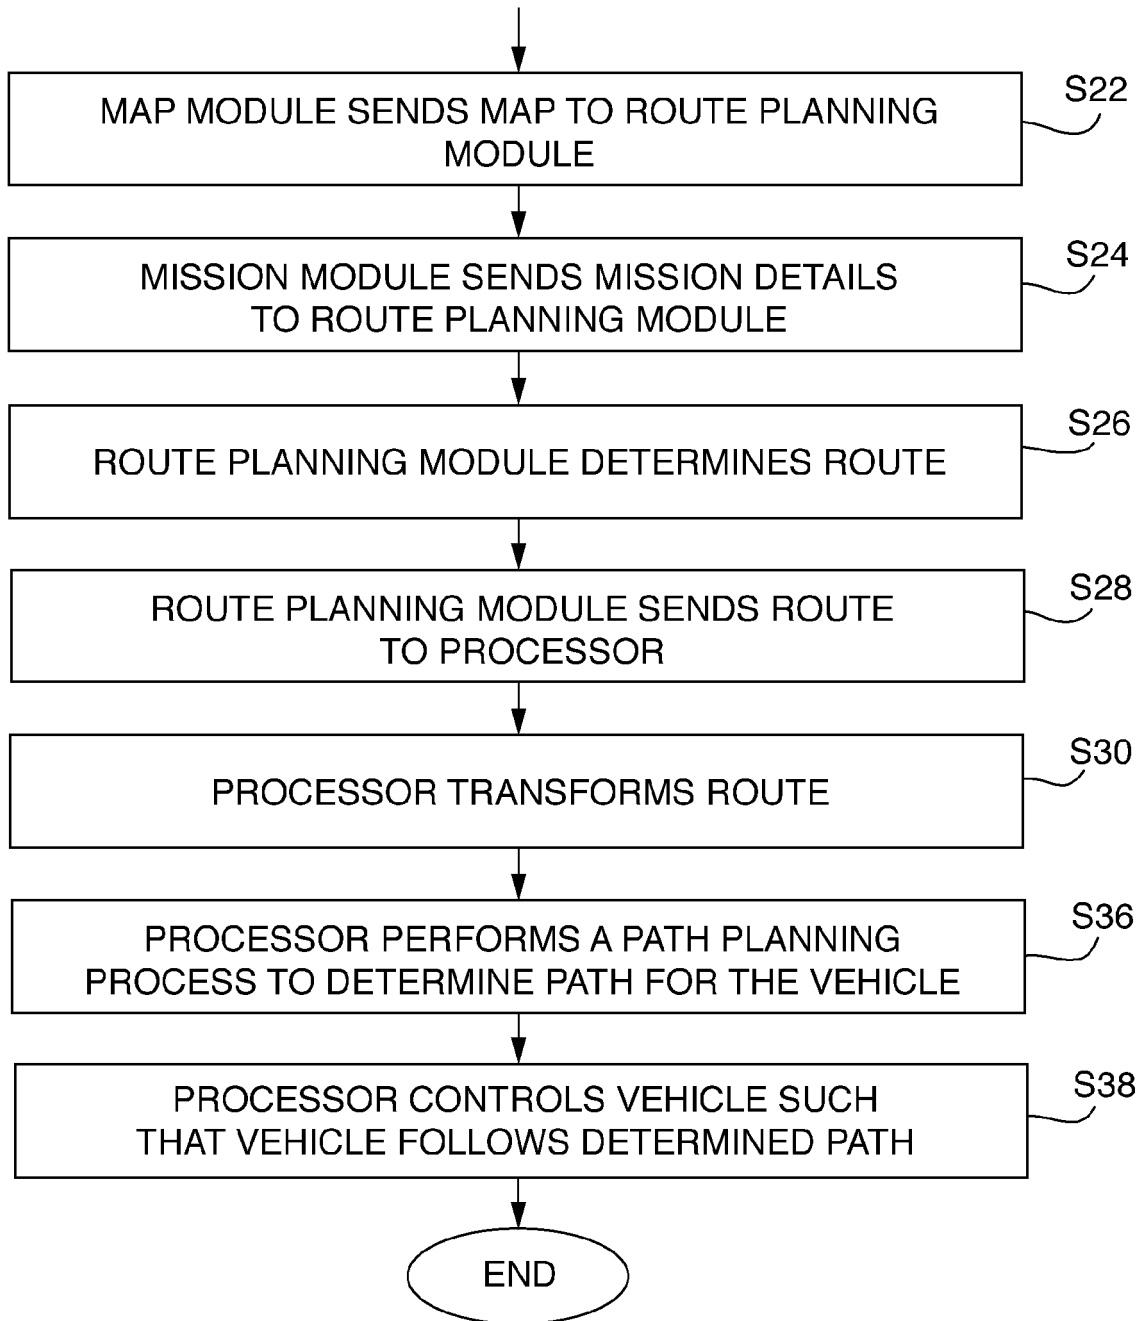 S22
MAP MODULE SENDS MAP TO ROUTE PLANNING
MODULE
S24
MISSION MODULE SENDS MISSION DETAILS
TO ROUTE PLANNING MODULE
S26
ROUTE PLANNING MODULE DETERMINES ROUTE
S28
ROUTE PLANNING MODULE SENDS ROUTE
TO PROCESSOR
S30
PROCESSOR TRANSFORMS ROUTE
S36
PROCESSOR PERFORMS A PATH PLANNING
PROCESS TO DETERMINE PATH FOR THE VEHICLE
S38
PROCESSOR CONTROLS VEHICLE SUCH
THAT VEHICLE FOLLOWS DETERMINED PATH
END